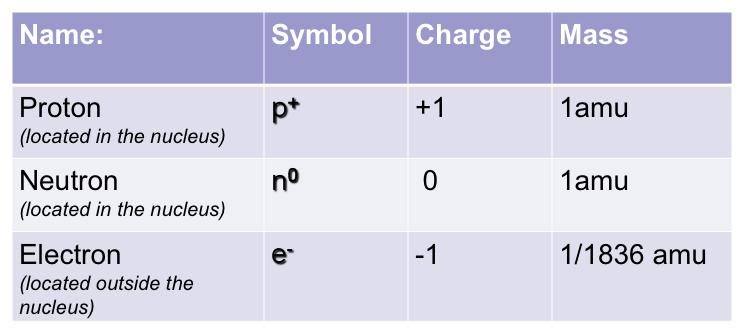 Name: Symbol Charge Mass
Proton p⁺ +1 1amu
(located in the nucleus)
Neutron n⁰ 0 1amu
(located in the nucleus)
Electron e⁻ -1 1/1836 amu
(located outside the
nucleus)